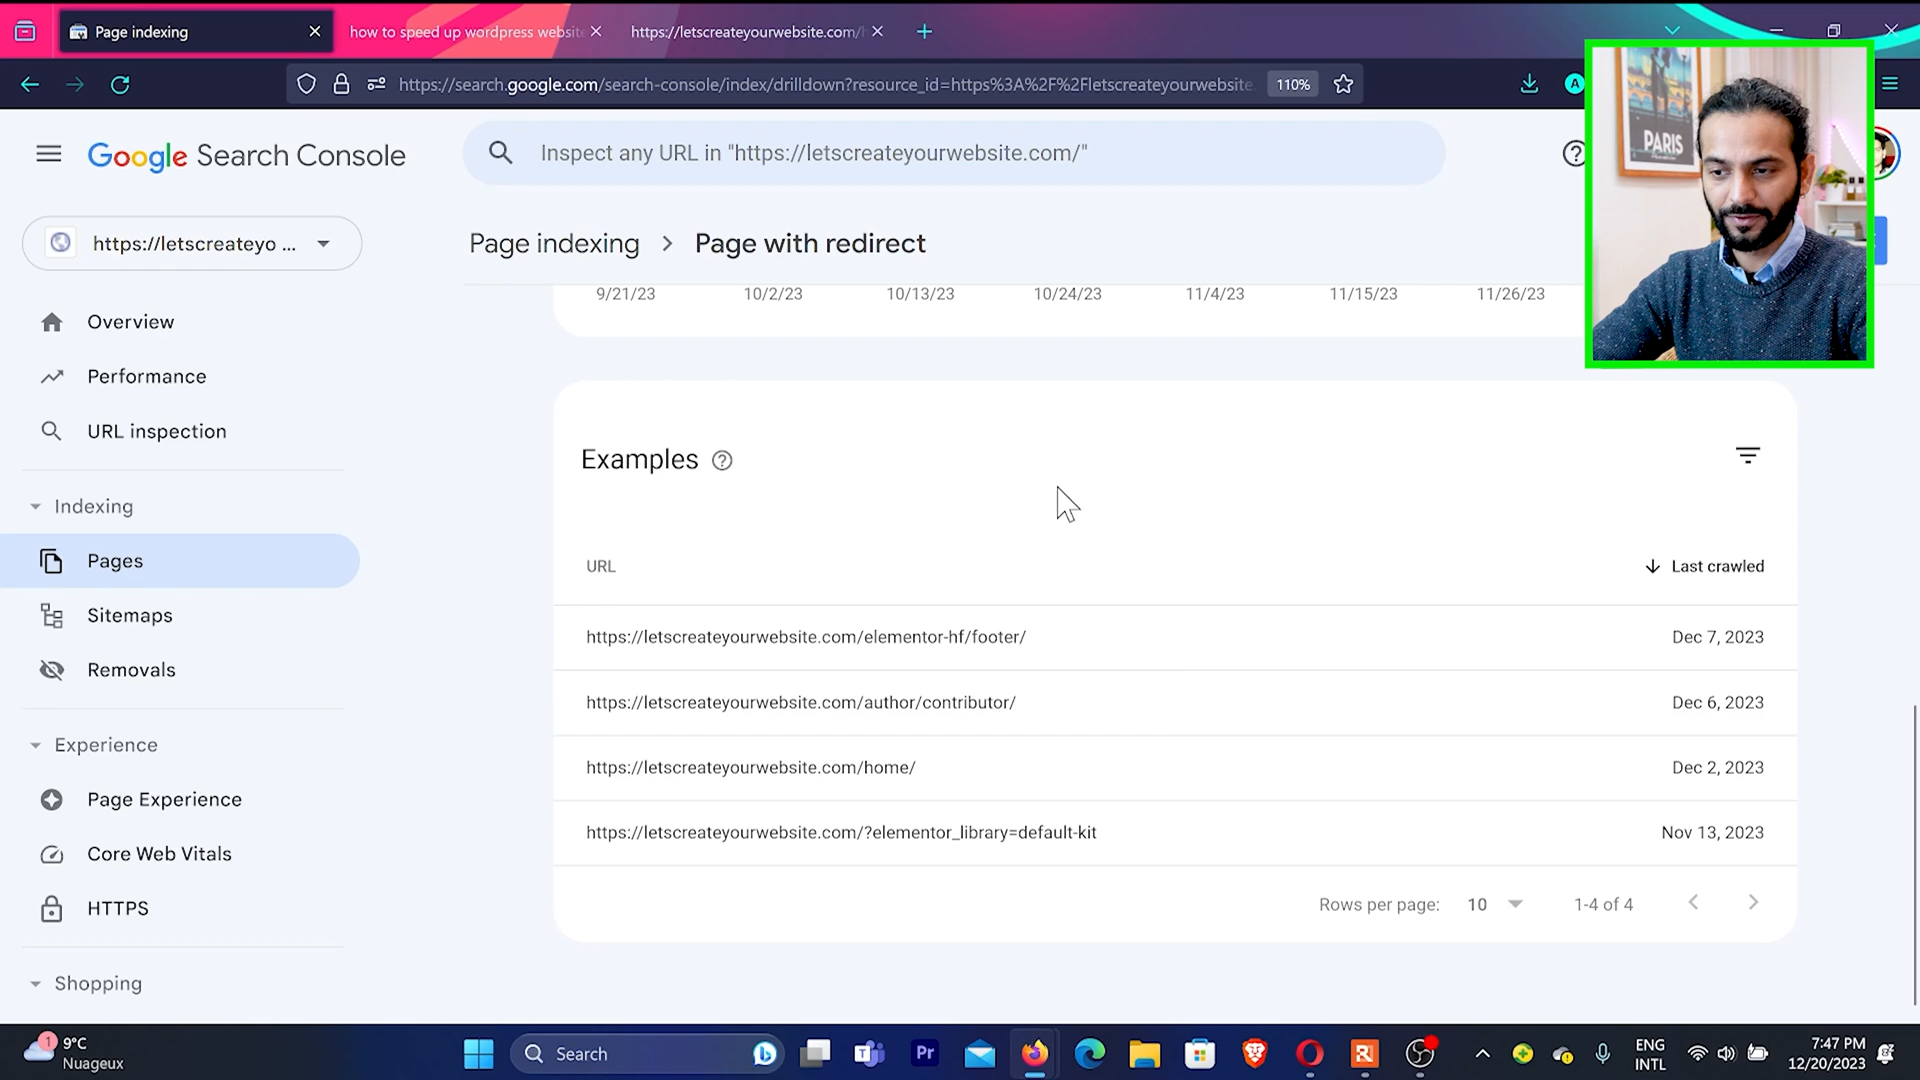 Page indexing
how to speed up wordpress websit
https://letscreateyourwebsite.com/
https://search.google.com/search-console/index/drilldown?resource_id=https%3A%2F%2Fletscreateyourwebsite.
110%
A
Google Search Console
Inspect any URL in "https://letscreateyourwebsite.com/"
PARIS
https://letscreateyo ...
Page indexing > Page with redirect
9/21/23 10/2/23 10/13/23 10/24/23 11/4/23 11/15/23 11/26/23
Overview
Performance
URL inspection
Indexing
Pages
Sitemaps
Removals
Experience
Page Experience
Core Web Vitals
HTTPS
Shopping
Examples
URL Last crawled
https://letscreateyourwebsite.com/elementor-hf/footer/ Dec 7, 2023
https://letscreateyourwebsite.com/author/contributor/ Dec 6, 2023
https://letscreateyourwebsite.com/home/ Dec 2, 2023
https://letscreateyourwebsite.com/?elementor_library=default-kit Nov 13, 2023
Rows per page: 10 1-4 of 4
1
9°C
Nuageux
Search
Pr
ENG
INTL
7:47 PM
12/20/2023